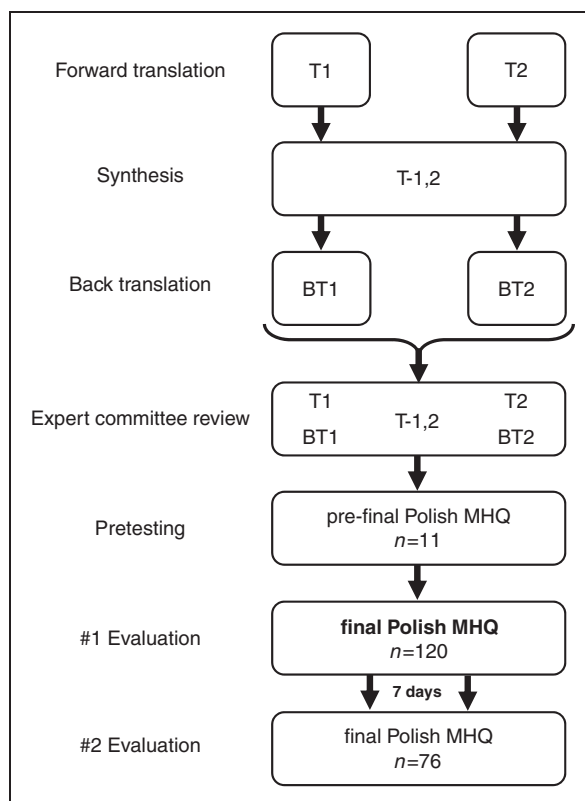 Forward translation
T1
T2
Synthesis
T-1,2
Back translation
BT1
BT2
Expert committee review
T1
T-1,2
T2
BT1
BT2
Pretesting
pre-final Polish MHQ
n=11
#1 Evaluation
final Polish MHQ
n=120
7 days
#2 Evaluation
final Polish MHQ
n=76